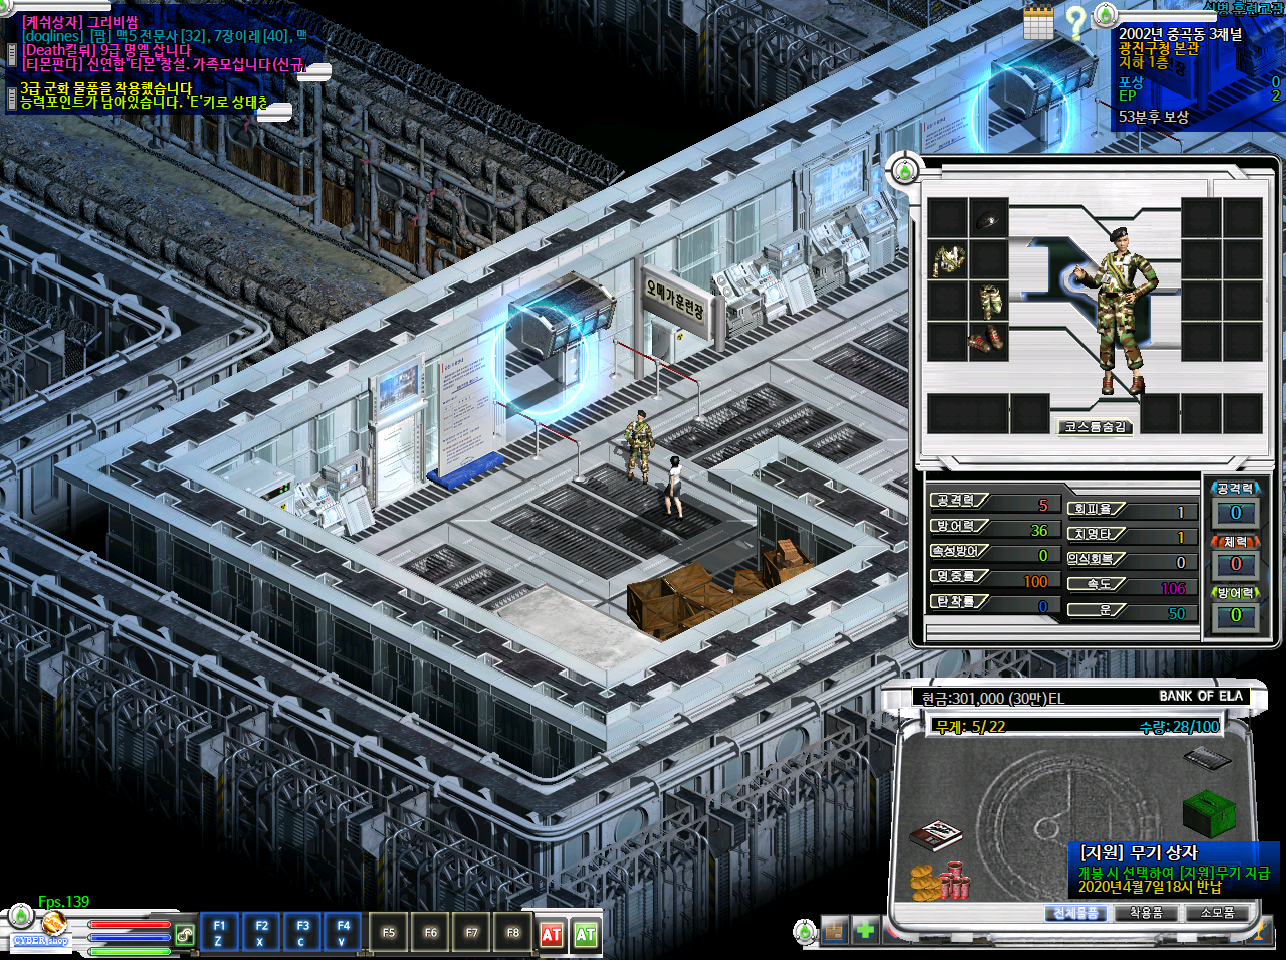 [케쉬상자] 그리비쌈
[doglines] [팜] 맥5 전문사 [32], 7창이레 [40], 맥
[Death킬뒤] 9급 명엘 삽니다
[티몬판다] 신연합 티몬 창설. 가족모십니다(신규
3급 군화 물품을 착용했습니다
능력포인트가 남아있습니다. 'E'키로 상태창
신병 훈련교관
2002년 중곡동 3채널
광진구청 본관
지하 1층
포상 0
EP 2
53분후 보상
오메가훈련장
코스튬숨김
공격력 5
방어력 36
속성방어 0
명중률 100
탄착률 0
회피율 1
치명타 1
의식회복 0
속도 106
운 50
공격력
0
체력
0
방어력
0
현금:301,000 (30만)EL
BANK OF ELA
무게: 5/22
수량:28/100
[지원] 무기 상자
개봉 시 선택하여 [지원]무기 지급
2020년4월7일18시 반납
전체물품
착용품
소모품
Fps.139
CYBER shop
F1 Z
F2 x
F3 c
F4 v
F5
F6
F7
F8
AT
AT